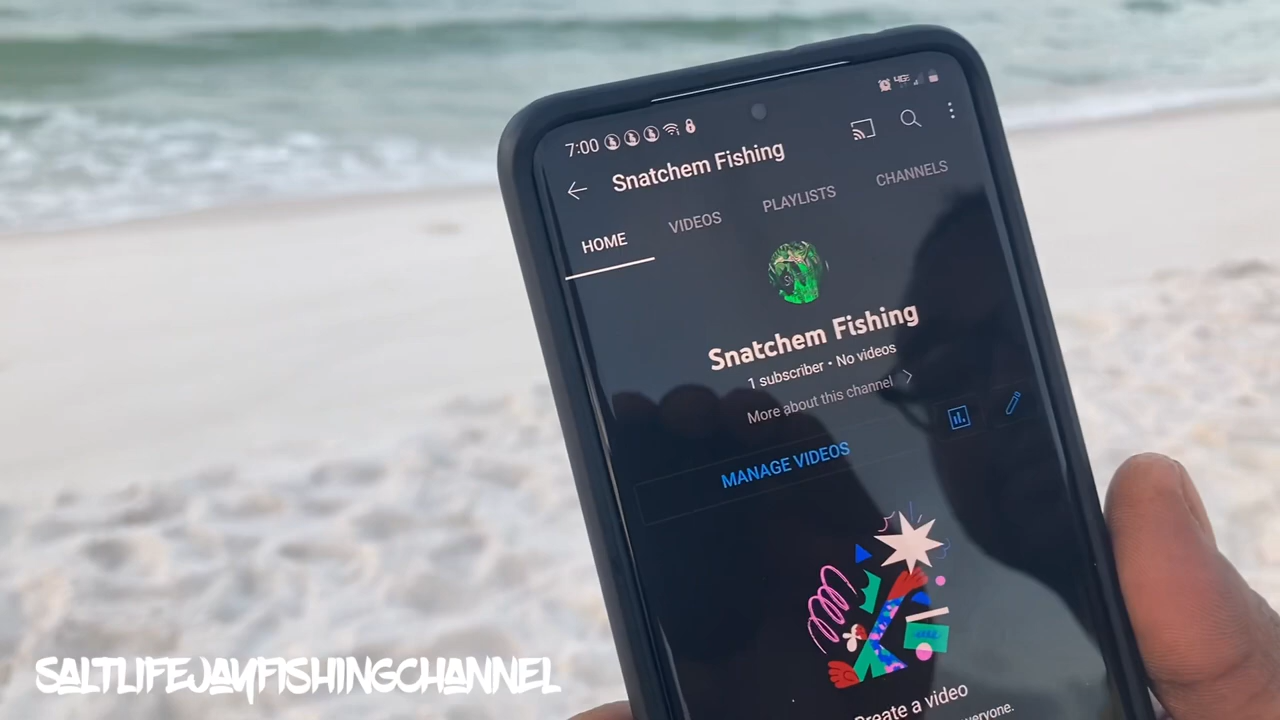 7:00
Snatchem Fishing
HOME VIDEOS PLAYLISTS CHANNELS
Snatchem Fishing
1 subscriber • No videos
More about this channel
MANAGE VIDEOS
Create a video
everyone.
SALTLIFEJAYFISHINGCHANNEL